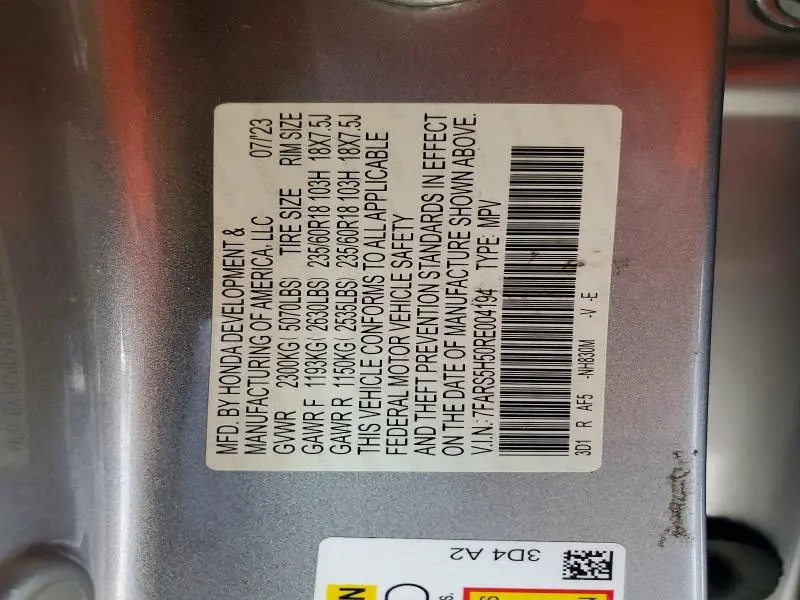 MFD. BY HONDA DEVELOPMENT &
MANUFACTURING OF AMERICA, LLC 07/23
GVWR 2300KG( 5070LBS) TIRE SIZE RIM SIZE
GAWR F 1193KG( 2630LBS) 235/60R18 103H 18X7.5J
GAWR R 1150KG( 2535LBS) 235/60R18 103H 18X7.5J
THIS VEHICLE CONFORMS TO ALL APPLICABLE
FEDERAL MOTOR VEHICLE SAFETY
AND THEFT PREVENTION STANDARDS IN EFFECT
ON THE DATE OF MANUFACTURE SHOWN ABOVE.
V.I.N.: 7FARS5H50RE004194 TYPE: MPV
3D1 R AF5 -NH830M -V -E
3D4 A2